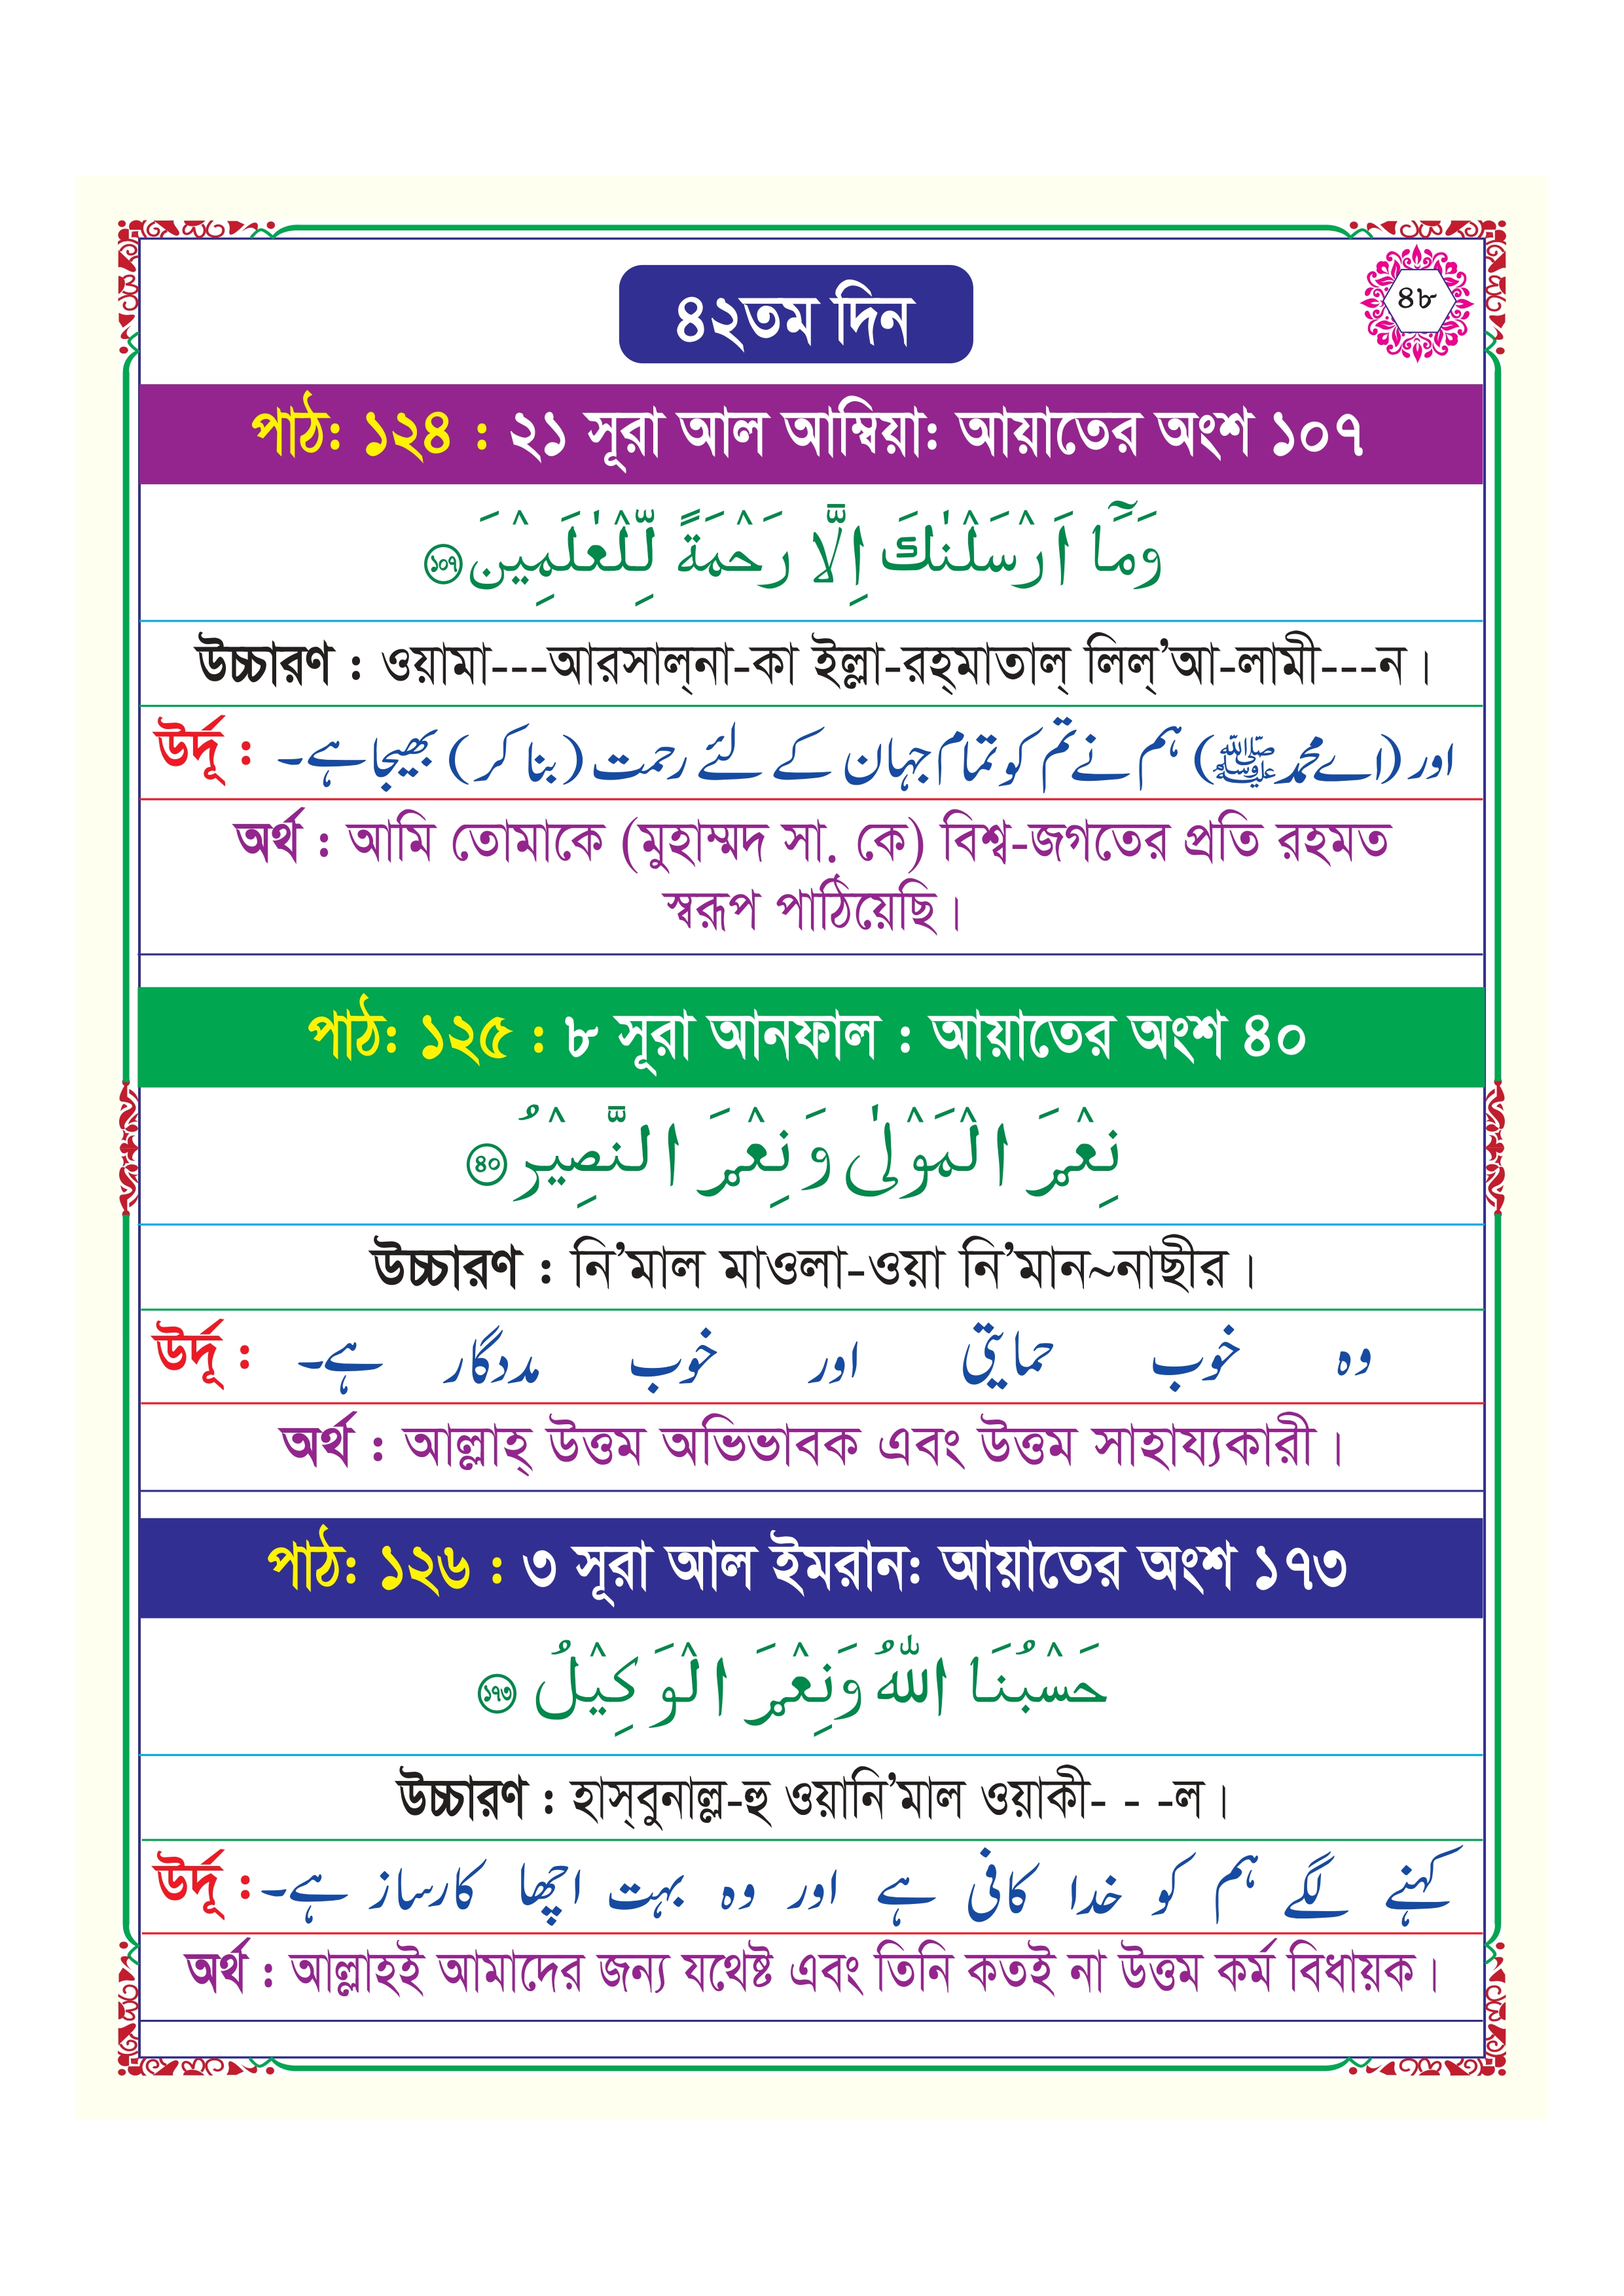 ৪২তম দিন
৪৮
পাঠ: ১২৪ : ২১ সূরা আল আম্বিয়া: আয়াতের অংশ ১০৭
وَمَاۤ اَرْسَلْنٰكَ اِلَّا رَحْمَةً لِّلْعٰلَمِيْنَ ১০৭
উচ্চারণ : ওয়ামা---আরসাল্‌না-কা ইল্লা-রহ্‌মাতাল্‌ লিল্‌’আ-লামী---ন।
উর্দূ : اور (اے محمد ﷺ) ہم نے تم کو تمام جہان کے لئے رحمت (بنا کر) بھیجا ہے۔
অর্থ : আমি তোমাকে (মুহাম্মদ সা. কে) বিশ্ব-জগতের প্রতি রহমত
স্বরূপ পাঠিয়েছি।
পাঠ: ১২৫ : ৮ সূরা আনফাল : আয়াতের অংশ ৪০
نِعْمَ الْمَوْلٰى وَ نِعْمَ النَّصِيْرُ ৪০
উচ্চারণ : নি’মাল মাওলা-ওয়া নি’মান~নাছীর।
উর্দূ : وہ خوب حمایتی اور خوب مددگار ہے۔
অর্থ : আল্লাহ্‌ উত্তম অভিভাবক এবং উত্তম সাহায্যকারী।
পাঠ: ১২৬ : ৩ সূরা আল ইমরান: আয়াতের অংশ ১৭৩
حَسْبُنَا اللّٰهُ وَنِعْمَ الْوَكِيْلُ ১৭৩
উচ্চারণ : হাস্‌বুনাল্ল-হু ওয়ানি’মাল ওয়াকী- - -ল।
উর্দূ : کہنے لگے ہم کو خدا کافی ہے اور وہ بہت اچھا کارساز ہے۔
অর্থ : আল্লাহই আমাদের জন্য যথেষ্ট এবং তিনি কতই না উত্তম কর্ম বিধায়ক।